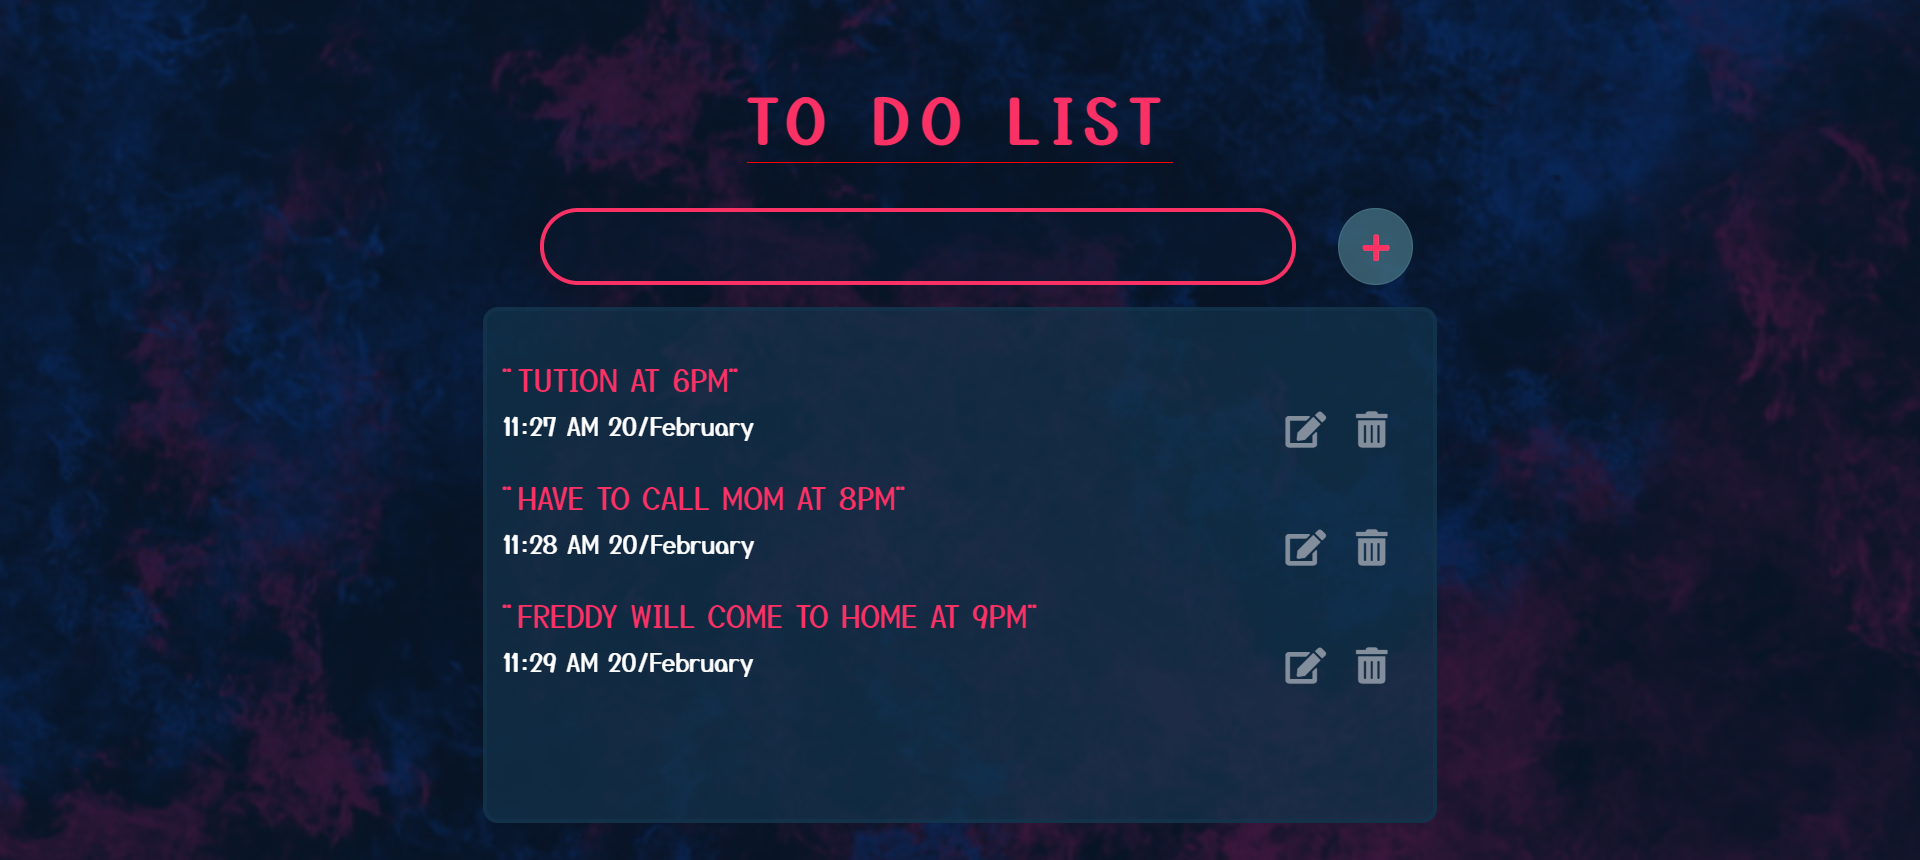 TO DO LIST
"TUTION AT 6PM"
11:27 AM 20/February
"HAVE TO CALL MOM AT 8PM"
11:28 AM 20/February
"FREDDY WILL COME TO HOME AT 9PM"
11:29 AM 20/February